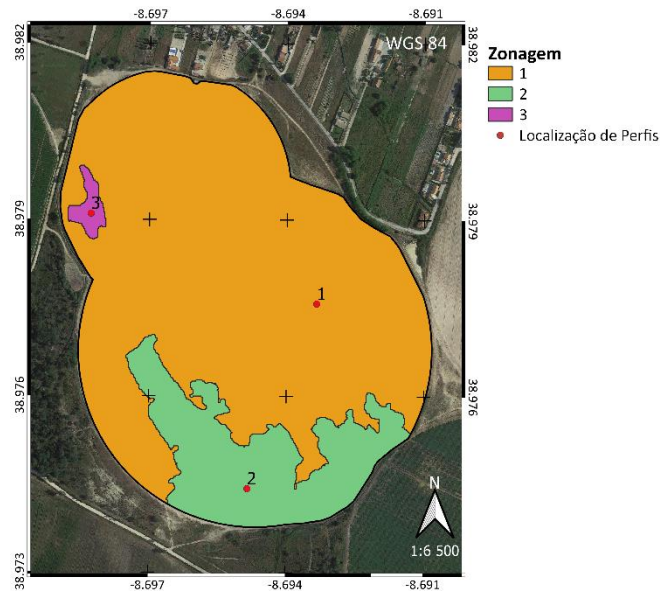 -8.697 -8.694 -8.691
38.982 38.982
WGS 84
Zonagem
1
2
3
Localização de Perfis
3
38.979 38.979
1
38.976 38.976
2
N
1:6 500
38.973 38.973
-8.697 -8.694 -8.691